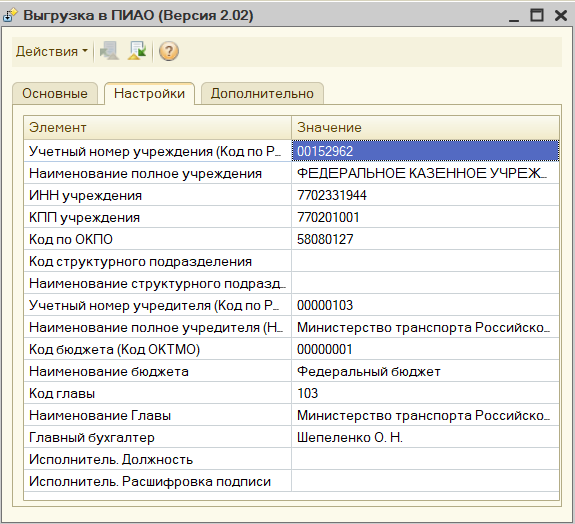 Выгрузка в ПИАО (Версия 2.02)
Действия
Основные Настройки Дополнительно
Элемент Значение
Учетный номер учреждения (Код по Р... 00152962
Наименование полное учреждения ФЕДЕРАЛЬНОЕ КАЗЕННОЕ УЧРЕЖ...
ИНН учреждения 7702331944
КПП учреждения 770201001
Код по ОКПО 58080127
Код структурного подразделения
Наименование структурного подразд...
Учетный номер учредителя (Код по Р... 00000103
Наименование полное учредителя (Н... Министерство транспорта Российско...
Код бюджета (Код ОКТМО) 00000001
Наименование бюджета Федеральный бюджет
Код главы 103
Наименование Главы Министерство транспорта Российско...
Главный бухгалтер Шепеленко О. Н.
Исполнитель. Должность
Исполнитель. Расшифровка подписи